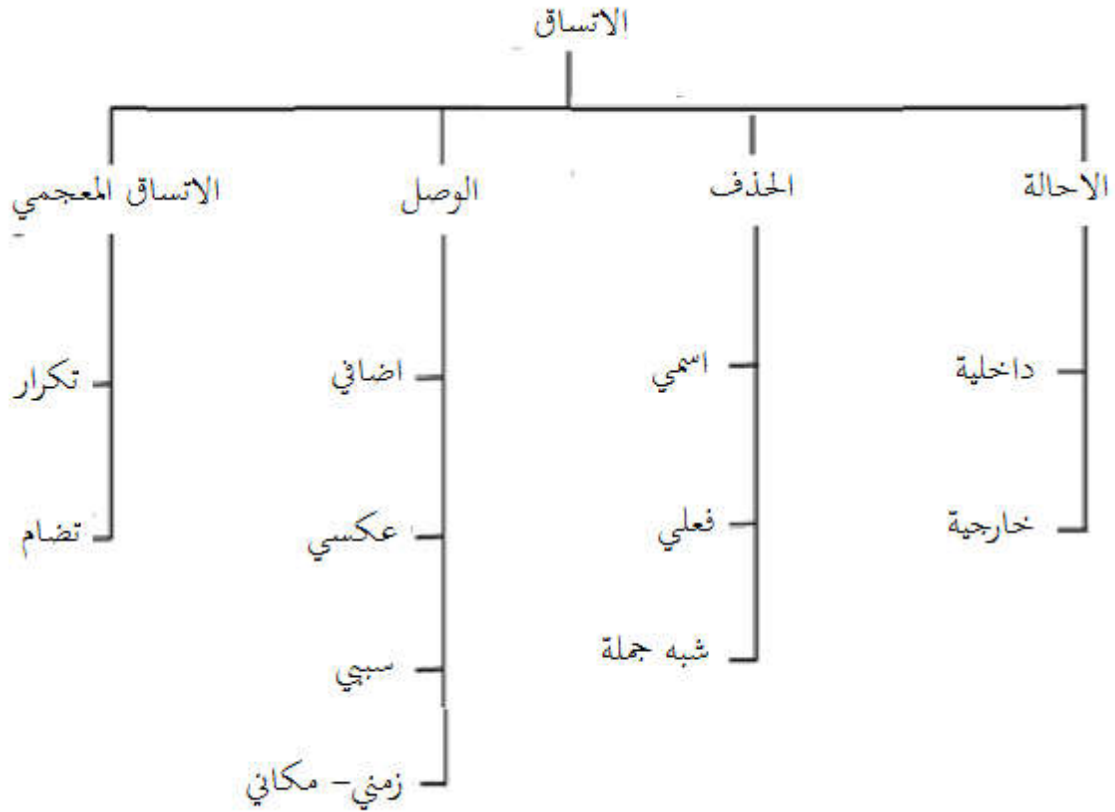 الاتساق
الاحالة
الحذف
الوصل
الاتساق المعجمي
داخلية
خارجية
اسمي
فعلي
شبه جملة
اضافي
عكسي
سببي
زمني- مكاني
تكرار
تضام